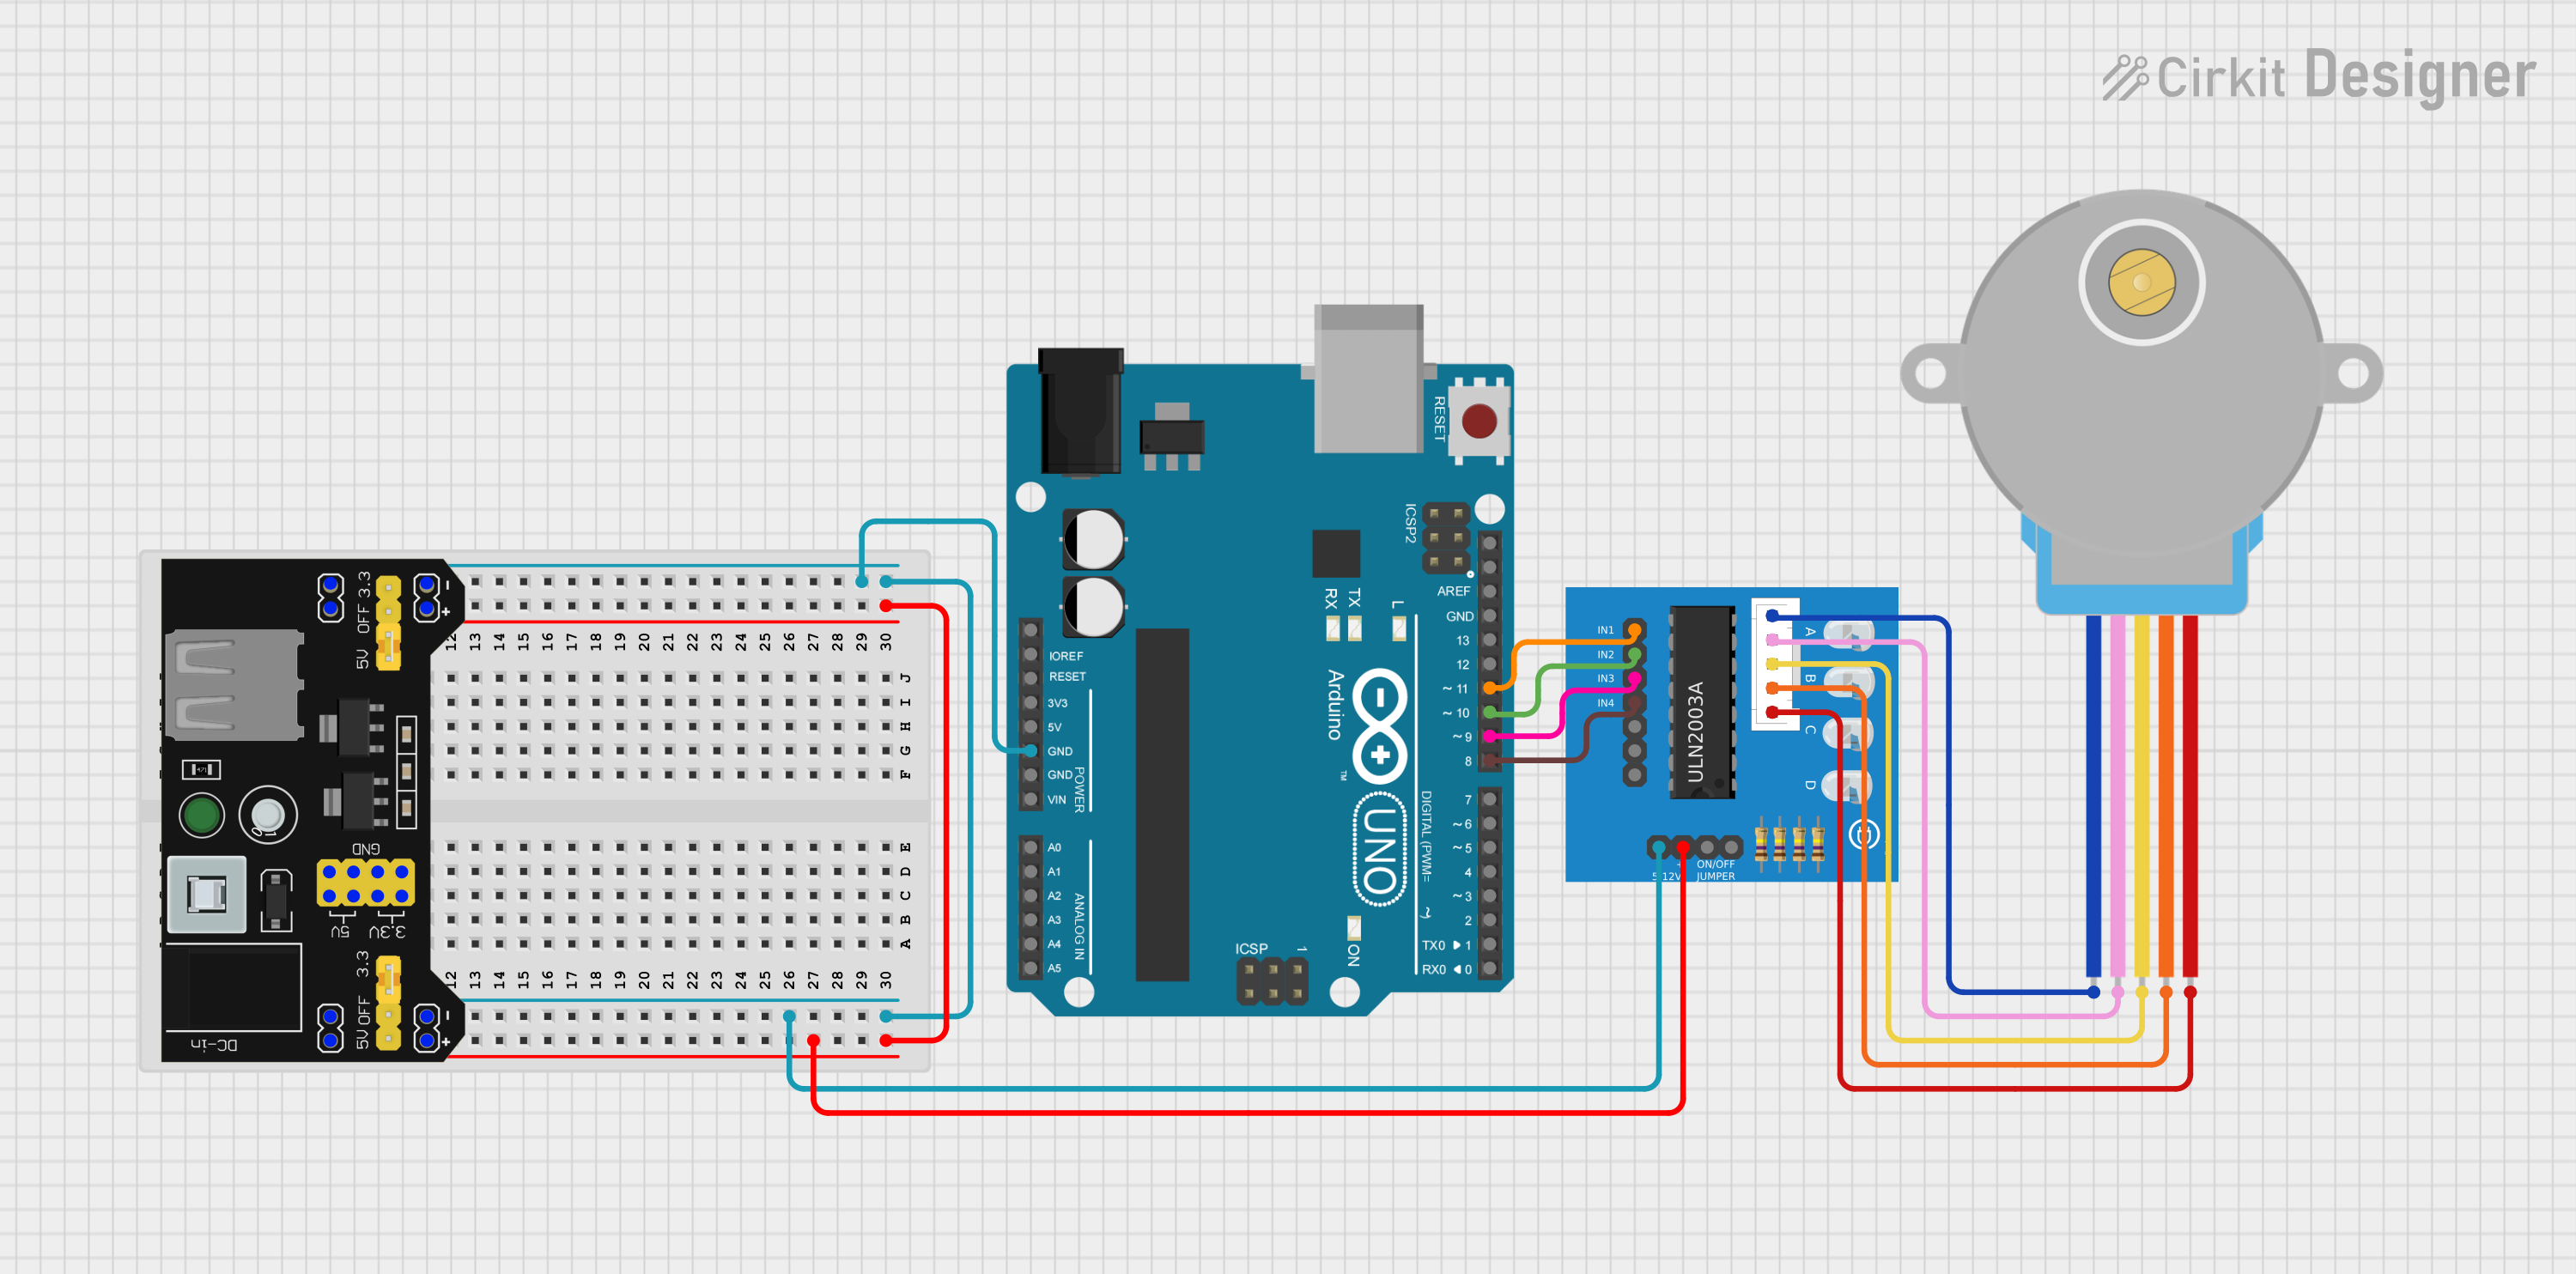 Cirkit Designer
3.3
OFF
5V
-
+
12 13 14 15 16 17 18 19 20 21 22 23 24 25 26 27 28 29 30
J
I
H
G
F
GND
5V 3.3V
E
D
C
B
A
12 13 14 15 16 17 18 19 20 21 22 23 24 25 26 27 28 29 30
3.3
OFF
5V
-
+
DC-in
RESET
ICSP2
RX
TX
L
AREF
GND
13
12
~ 11
~ 10
~ 9
8
7
~ 6
~ 5
4
~ 3
2
TX0 ▶ 1
RX0 ◀ 0
DIGITAL (PWM= ~)
IOREF
RESET
3V3
5V
GND
GND
VIN
POWER
A0
A1
A2
A3
A4
A5
ANALOG IN
Arduino
TM
UNO
ON
ICSP
1
IN1
IN2
IN3
IN4
ULN2003A
A
B
C
D
ON/OFF
JUMPER